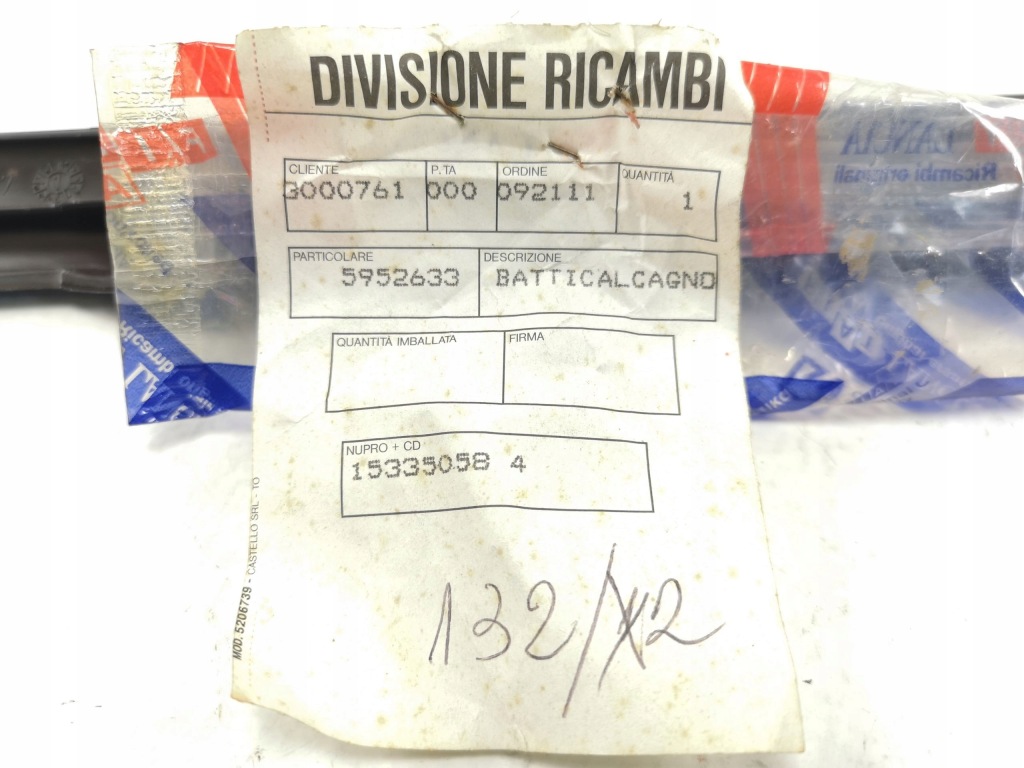 DIVISIONE RICAMBI
CLIENTE P. TA ORDINE QUANTITÀ
3000761 000 092111 1
PARTICOLARE DESCRIZIONE
5952633 BATTICALCAGNO
QUANTITÀ IMBALLATA FIRMA
NUPRO + CD
15335058 4
MOD. 5206739 - CASTELLO SRL - TO
132/
LANCIA
Ricambi originali